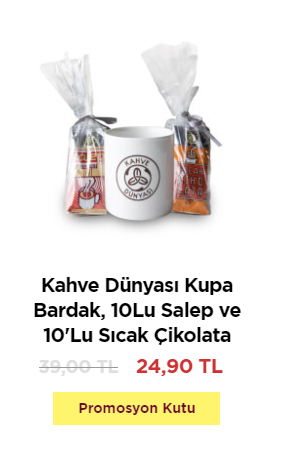 KAHVE
DÜNYASI
Kahve Dünyası Kupa
Bardak, 10Lu Salep ve
10'Lu Sıcak Çikolata
39,00 TL 24,90 TL
Promosyon Kutu